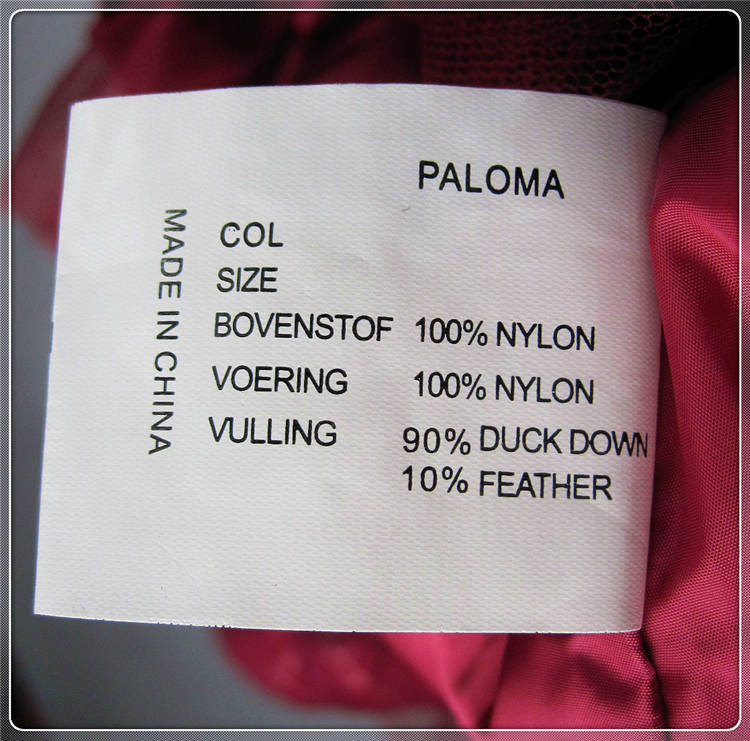 PALOMA
MADE IN CHINA
COL
SIZE
BOVENSTOF 100% NYLON
VOERING 100% NYLON
VULLING 90% DUCK DOWN
10% FEATHER